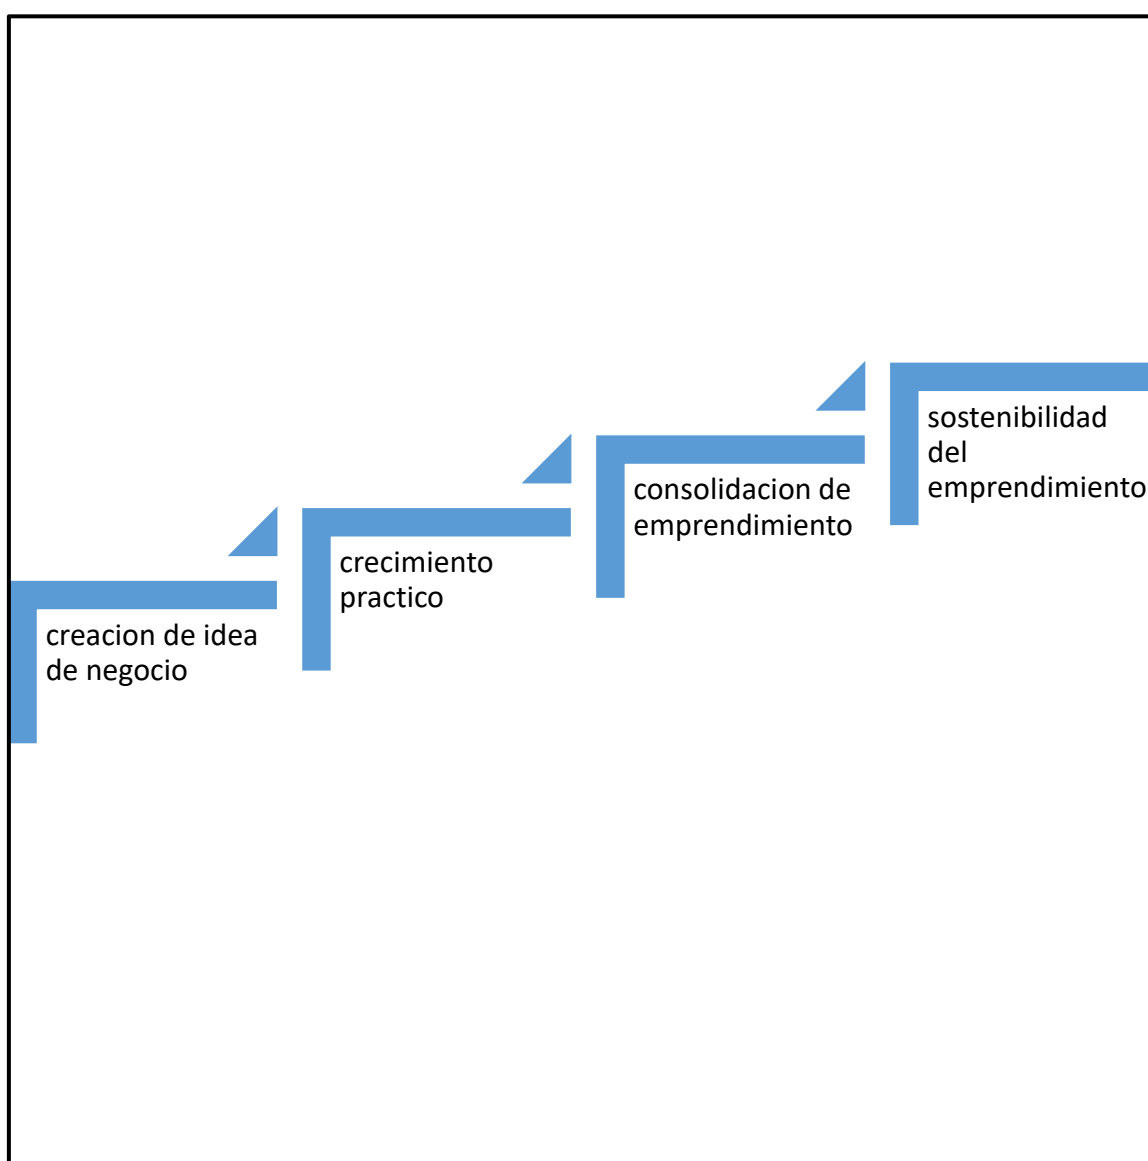 creacion de idea
de negocio
crecimiento
practico
consolidacion de
emprendimiento
sostenibilidad
del
emprendimiento